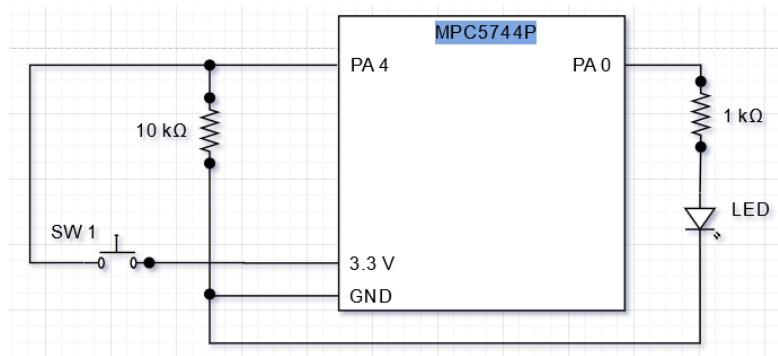 MPC5744P
PA 4
PA 0
10 kΩ
1 kΩ
SW 1
LED
3.3 V
GND